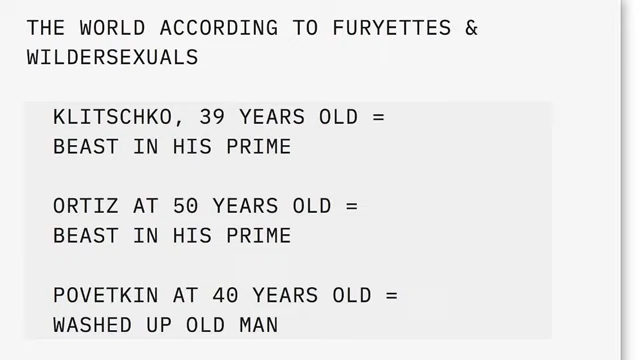 THE WORLD ACCORDING TO FURYETTES &
WILDERSEXUALS
KLITSCHKO, 39 YEARS OLD =
BEAST IN HIS PRIME
ORTIZ AT 50 YEARS OLD =
BEAST IN HIS PRIME
POVETKIN AT 40 YEARS OLD =
WASHED UP OLD MAN